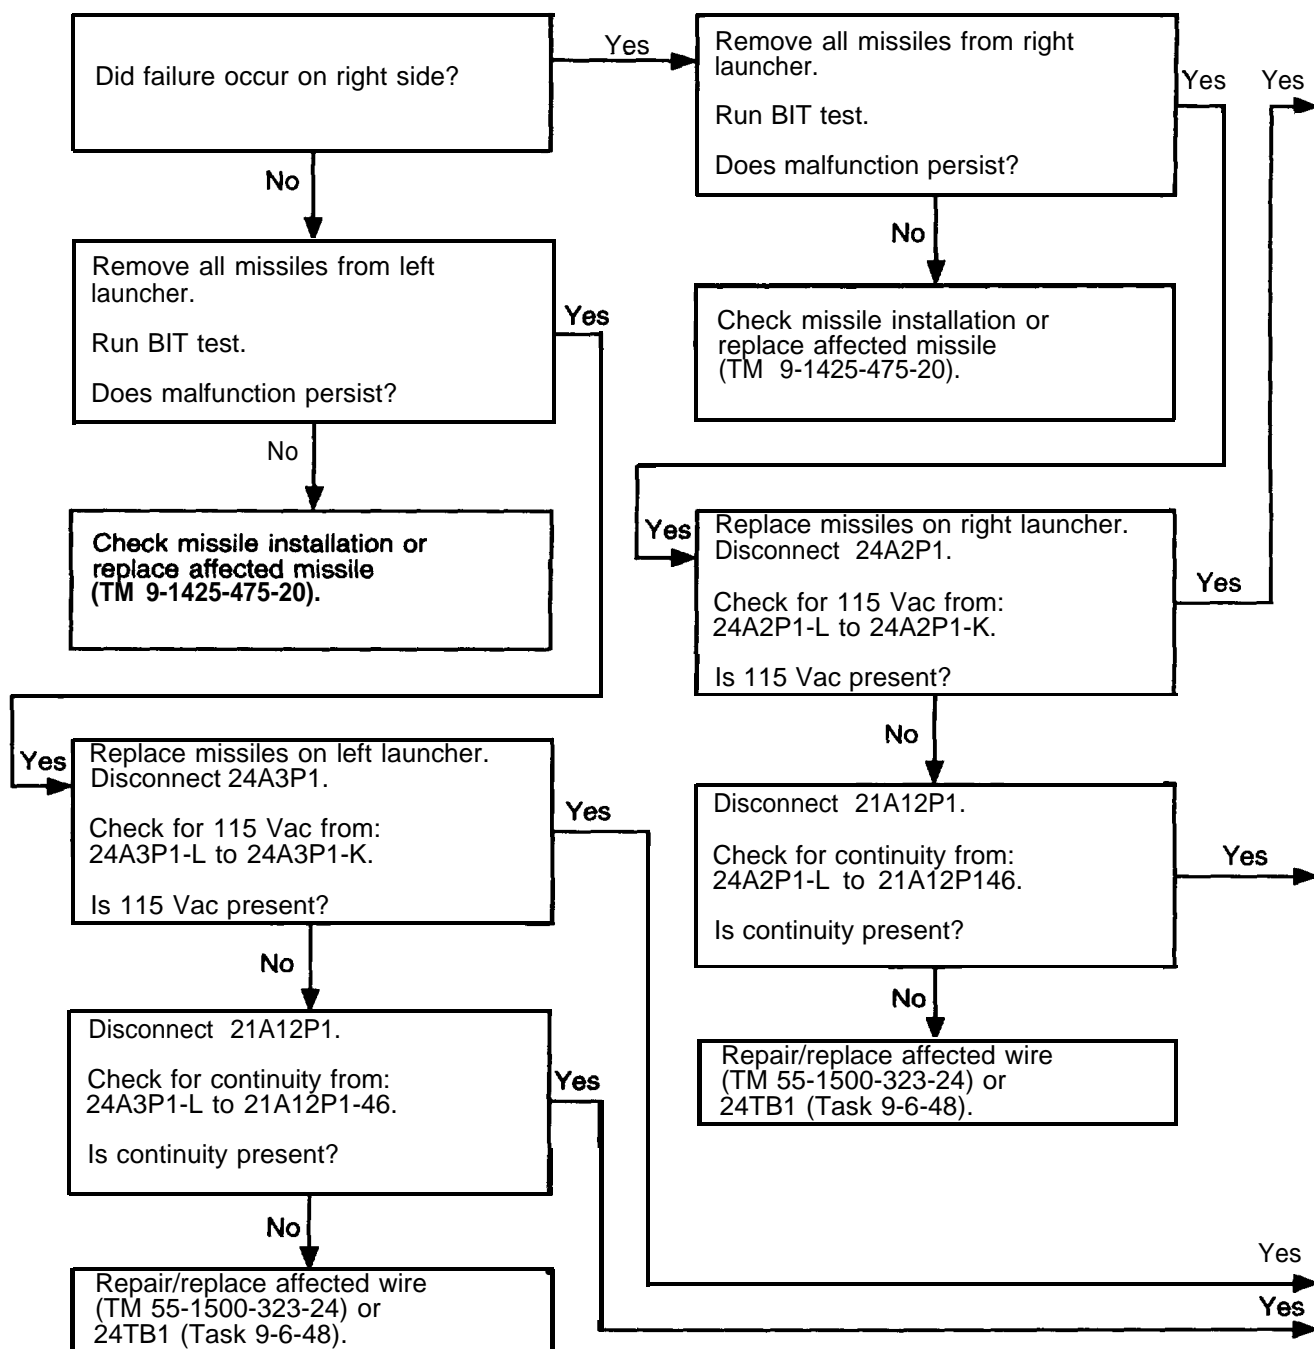 Did failure occur on right side?
Yes
Remove all missiles from right
launcher.
Run BIT test.
Does malfunction persist?
Yes
Yes
No
No
Remove all missiles from left
launcher.
Run BIT test.
Does malfunction persist?
Yes
Check missile installation or
replace affected missile
(TM 9-1425-475-20).
No
Check missile installation or
replace affected missile
(TM 9-1425-475-20).
Yes
Replace missiles on right launcher.
Disconnect 24A2P1.
Check for 115 Vac from:
24A2P1-L to 24A2P1-K.
Is 115 Vac present?
Yes
No
Yes
Replace missiles on left launcher.
Disconnect 24A3P1.
Check for 115 Vac from:
24A3P1-L to 24A3P1-K.
Is 115 Vac present?
Yes
Disconnect 21A12P1.
Check for continuity from:
24A2P1-L to 21A12P146.
Is continuity present?
Yes
No
No
Disconnect 21A12P1.
Check for continuity from:
24A3P1-L to 21A12P1-46.
Is continuity present?
Yes
Repair/replace affected wire
(TM 55-1500-323-24) or
24TB1 (Task 9-6-48).
No
Repair/replace affected wire
(TM 55-1500-323-24) or
24TB1 (Task 9-6-48).
Yes
Yes